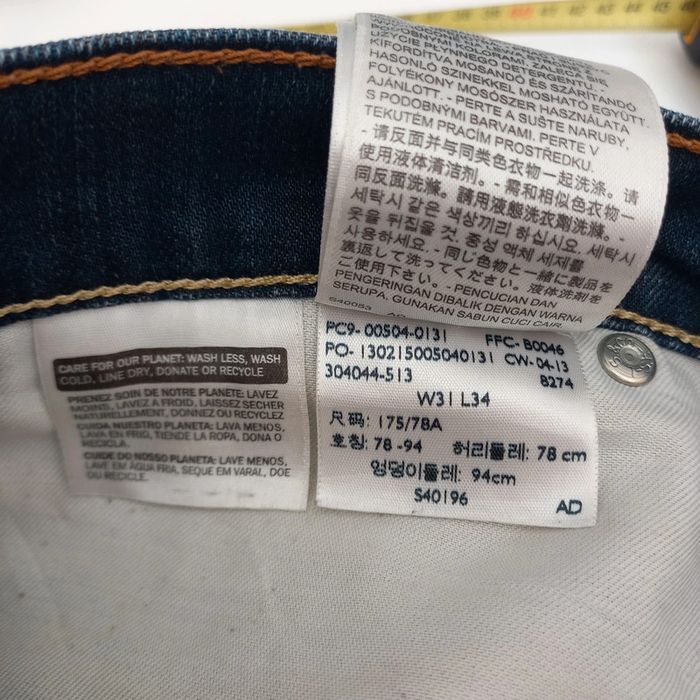 UŻYCIE PŁYNNEGO DETERGENTU.
KIFORDÍTVA MOSANDÓ ÉS SZÁRÍTANDÓ
HASONLÓ SZÍNEKKEL MOSHATÓ EGYÜTT.
FOLYÉKONY MOSÓSZER HASZNÁLATA
AJÁNLOTT. - PERTE A SUŠTE NARUBY,
S PODOBNÝMI BARVAMI. PERTE V
TEKUTÉM PRACÍM PROSTŘEDKU.
- 请反面并与同类色衣物一起洗涤。请
使用液体清洁剂。- 需和相似色衣物一
同反面洗滌。請用液態洗衣劑洗滌。-
세탁시 같은 색상끼리 하십시요. 세탁시
옷을 뒤집을 것. 중성 액체 세제를
사용하세요. - 同じ色物と一緒に製品を
裏返して洗ってください。液体洗剤を
ご使用下さい。- PENCUCIAN DAN
PENGERINGAN DIBALIK DENGAN WARNA
SERUPA. GUNAKAN SABUN CUCI CAIR.
S40053 AD
CARE FOR OUR PLANET: WASH LESS, WASH
COLD, LINE DRY, DONATE OR RECYCLE
PRENEZ SOIN DE NOTRE PLANETE: LAVEZ
MOINS, LAVEZ A FROID, LAISSEZ SECHER
NATURELLEMENT, DONNEZ OU RECYCLEZ
CUIDA NUESTRO PLANETA: LAVA MENOS,
LAVA EN FRIO, TIENDE LA ROPA, DONA O
RECICLA.
CUIDE DO NOSSO PLANETA: LAVE MENOS,
LAVE EM ÁGUA FRIA, SEQUE EM VARAL, DOE
OU RECICLE.
PC9- 00504-0131 FFC- B0046
PO- 130215005040131 CW- 04-13
304044-513 8274
W31 L34
尺码: 175/78A
호칭: 78 -94 허리둘레: 78 cm
엉덩이둘레: 94cm
S40196 AD